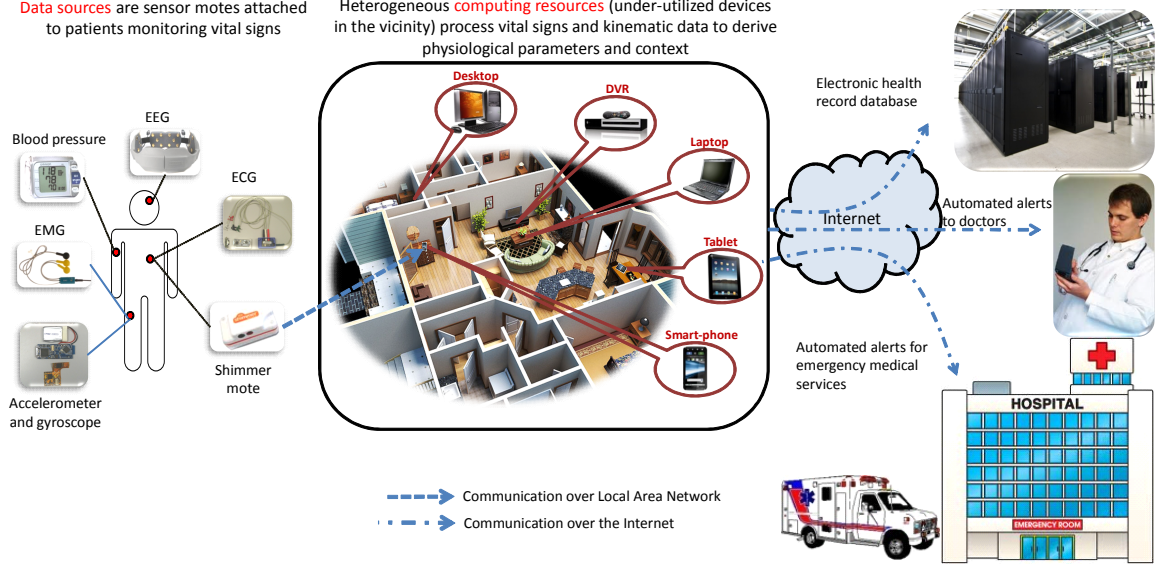 Data sources are sensor motes attached
to patients monitoring vital signs
Heterogeneous computing resources (under-utilized devices
in the vicinity) process vital signs and kinematic data to derive
physiological parameters and context
Blood pressure
EEG
ECG
EMG
Accelerometer
and gyroscope
Shimmer
mote
Desktop
DVR
Laptop
Tablet
Smart-phone
Internet
Electronic health
record database
Automated alerts
to doctors
Automated alerts for
emergency medical
services
HOSPITAL
EMERGENCY ROOM
Communication over Local Area Network
Communication over the Internet